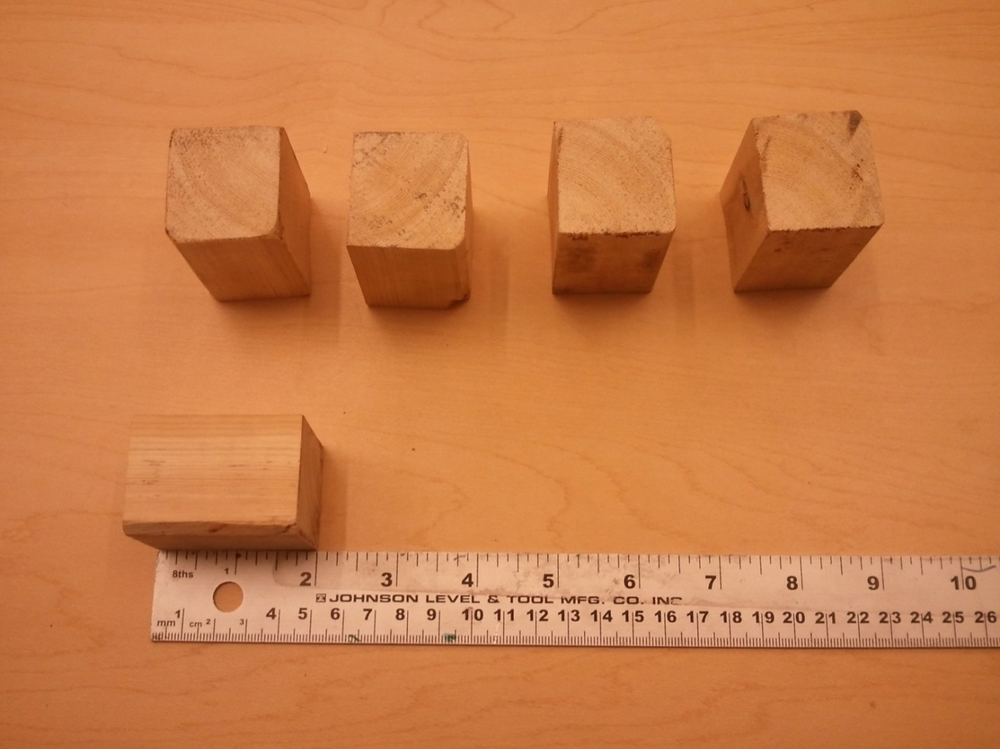 8ths 1 2 3 4 5 6 7 8 9 10
JOHNSON LEVEL & TOOL MFG. CO. INC
mm 1 cm 2 3 4 5 6 7 8 9 10 11 12 13 14 15 16 17 18 19 20 21 22 23 24 25 26